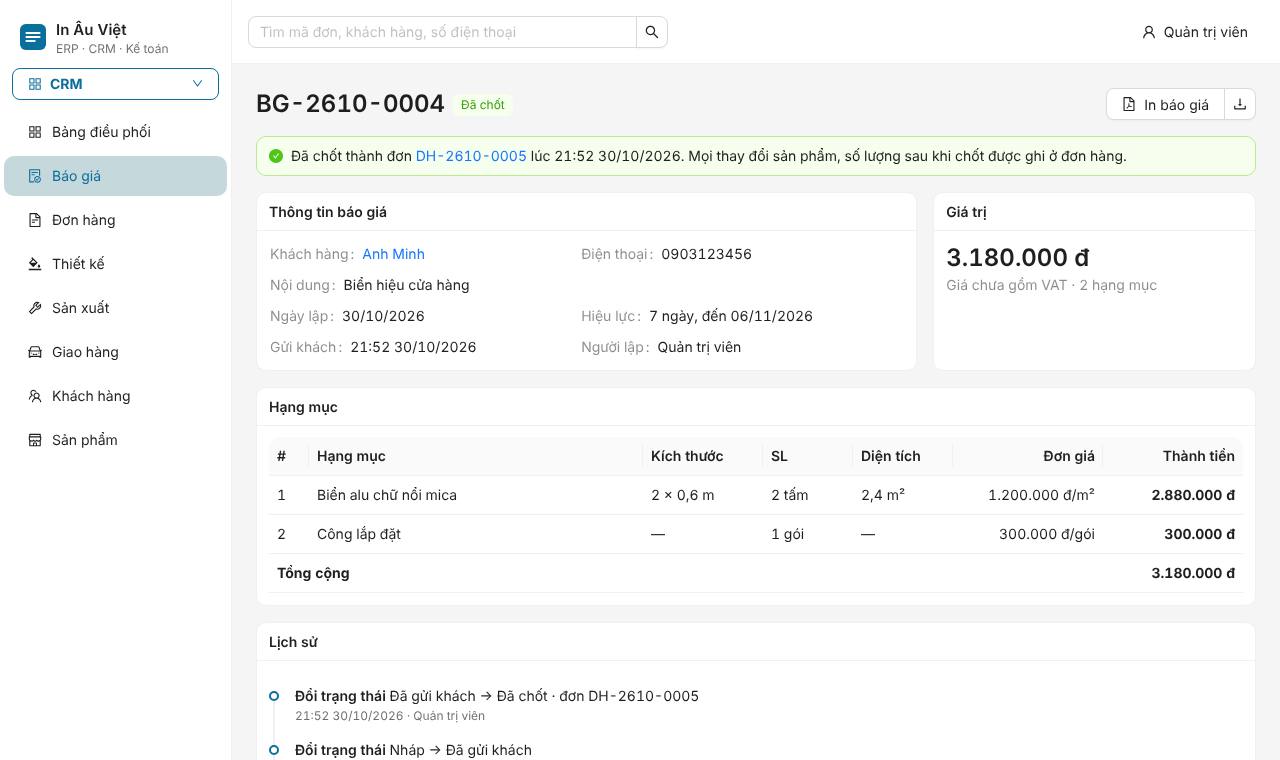 In Âu Việt
ERP · CRM · Kế toán
CRM
Bảng điều phối
Báo giá
Đơn hàng
Thiết kế
Sản xuất
Giao hàng
Khách hàng
Sản phẩm
Tìm mã đơn, khách hàng, số điện thoại
Quản trị viên
BG-2610-0004 Đã chốt
In báo giá
Đã chốt thành đơn DH-2610-0005 lúc 21:52 30/10/2026. Mọi thay đổi sản phẩm, số lượng sau khi chốt được ghi ở đơn hàng.
Thông tin báo giá
Khách hàng: Anh Minh Điện thoại: 0903123456
Nội dung: Biển hiệu cửa hàng
Ngày lập: 30/10/2026 Hiệu lực: 7 ngày, đến 06/11/2026
Gửi khách: 21:52 30/10/2026 Người lập: Quản trị viên
Giá trị
3.180.000 đ
Giá chưa gồm VAT · 2 hạng mục
Hạng mục
# Hạng mục Kích thước SL Diện tích Đơn giá Thành tiền
1 Biển alu chữ nổi mica 2 × 0,6 m 2 tấm 2,4 m² 1.200.000 đ/m² 2.880.000 đ
2 Công lắp đặt — 1 gói — 300.000 đ/gói 300.000 đ
Tổng cộng 3.180.000 đ
Lịch sử
Đổi trạng thái Đã gửi khách → Đã chốt · đơn DH-2610-0005
21:52 30/10/2026 · Quản trị viên
Đổi trạng thái Nháp → Đã gửi khách